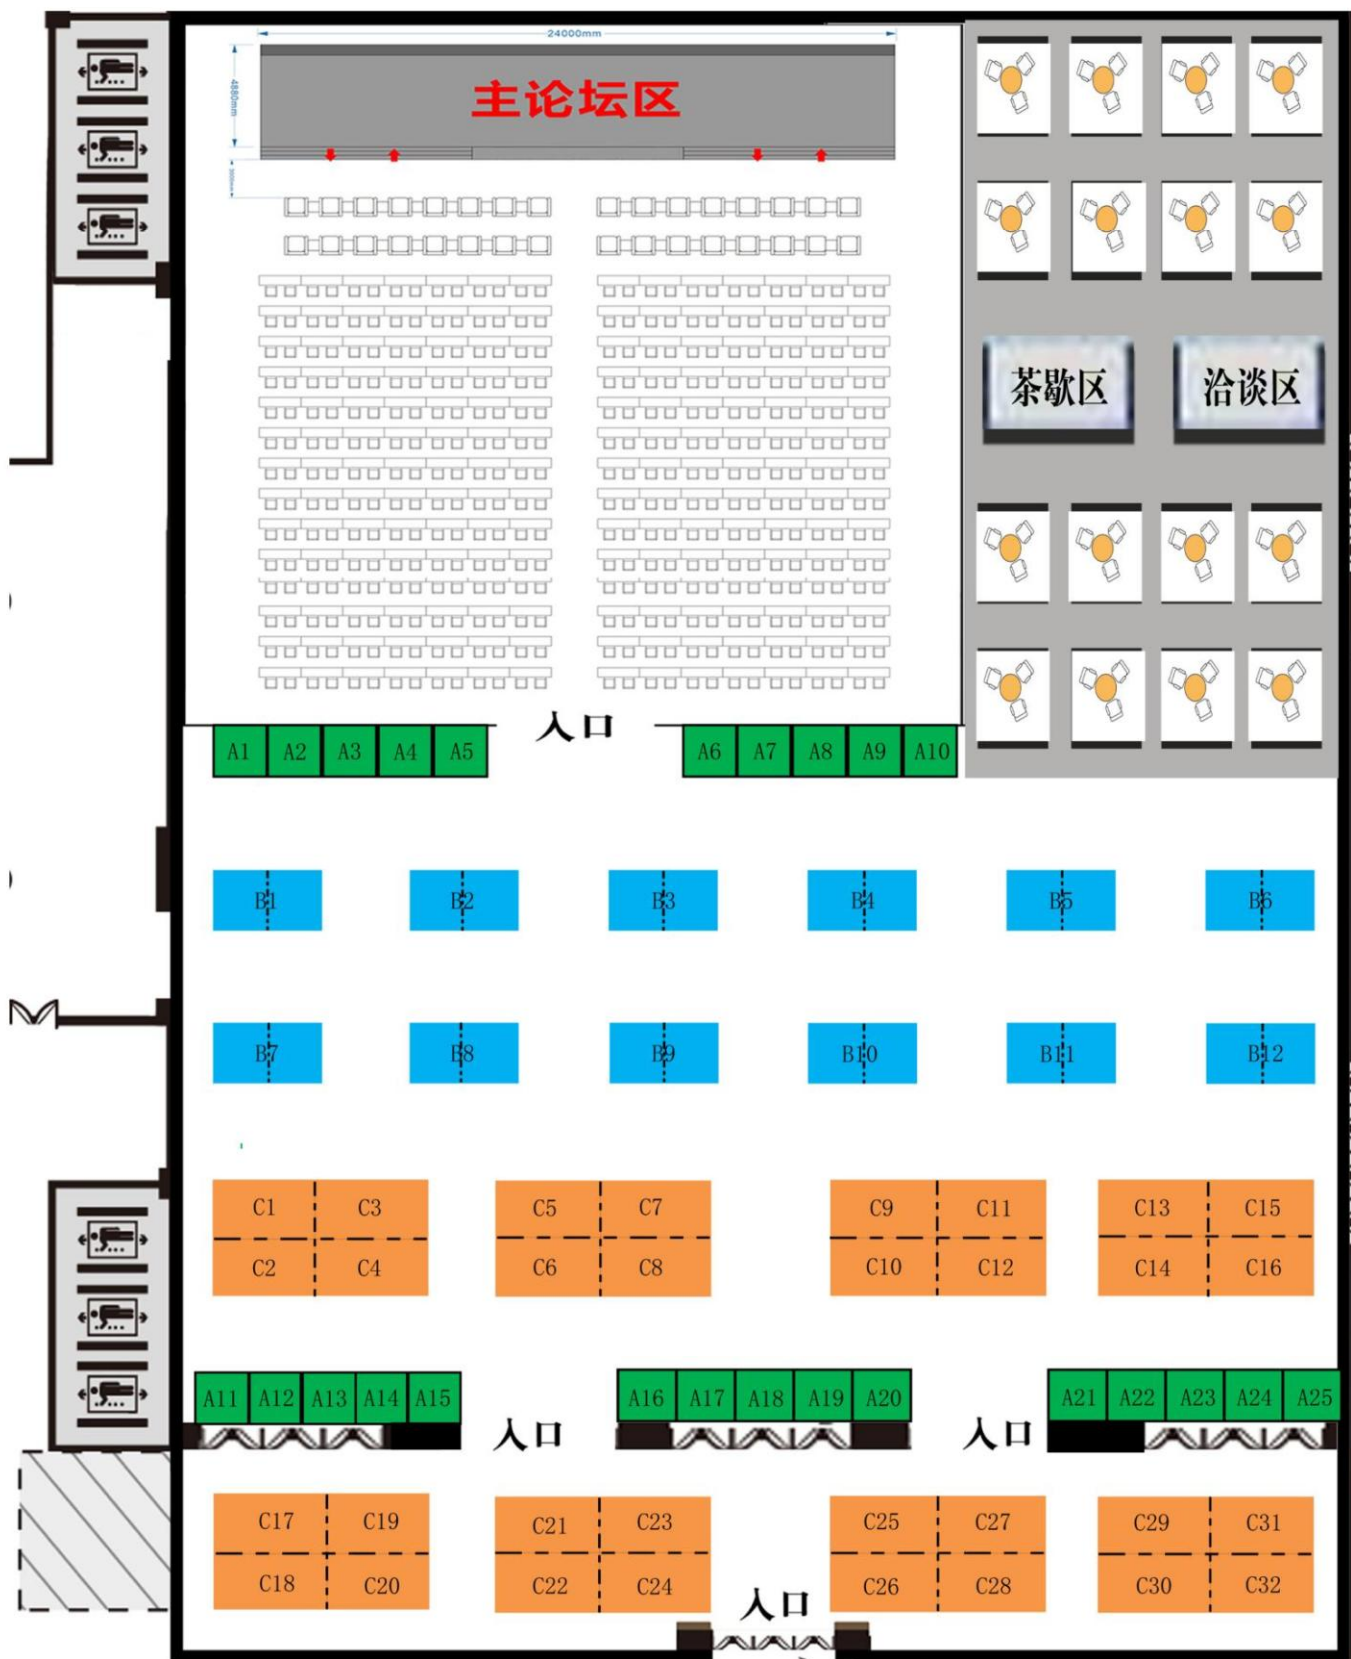 24000mm
4880mm
主论坛区
茶歇区 洽谈区
入口
A1 A2 A3 A4 A5 A6 A7 A8 A9 A10
B1 B2 B3 B4 B5 B6
B7 B8 B9 B10 B11 B12
C1 C3 C5 C7 C9 C11 C13 C15
C2 C4 C6 C8 C10 C12 C14 C16
A11 A12 A13 A14 A15 A16 A17 A18 A19 A20 A21 A22 A23 A24 A25
入口 入口
C17 C19 C21 C23 C25 C27 C29 C31
C18 C20 C22 C24 C26 C28 C30 C32
入口